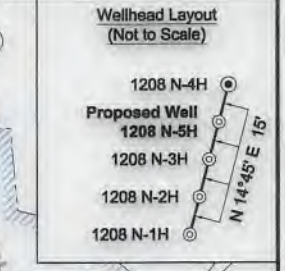 Wellhead Layout
(Not to Scale)
1208 N-4H
Proposed Well
1208 N-5H
1208 N-3H
1208 N-2H
1208 N-1H
N 14°45' E 15'